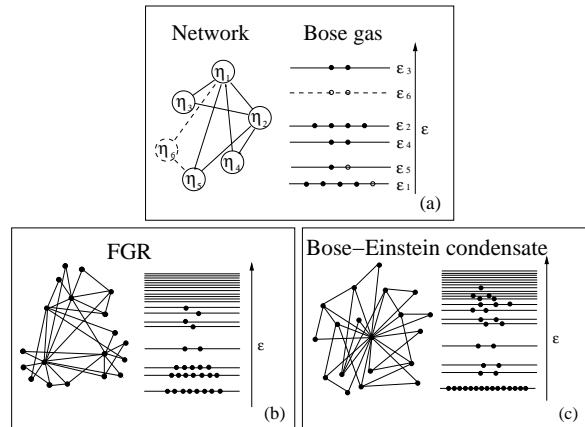 Network
Bose gas
η1
η3
η2
η6
η4
η5
ε3
ε6
ε2
ε4
ε5
ε1
ε
(a)
FGR
ε
(b)
Bose−Einstein condensate
ε
(c)